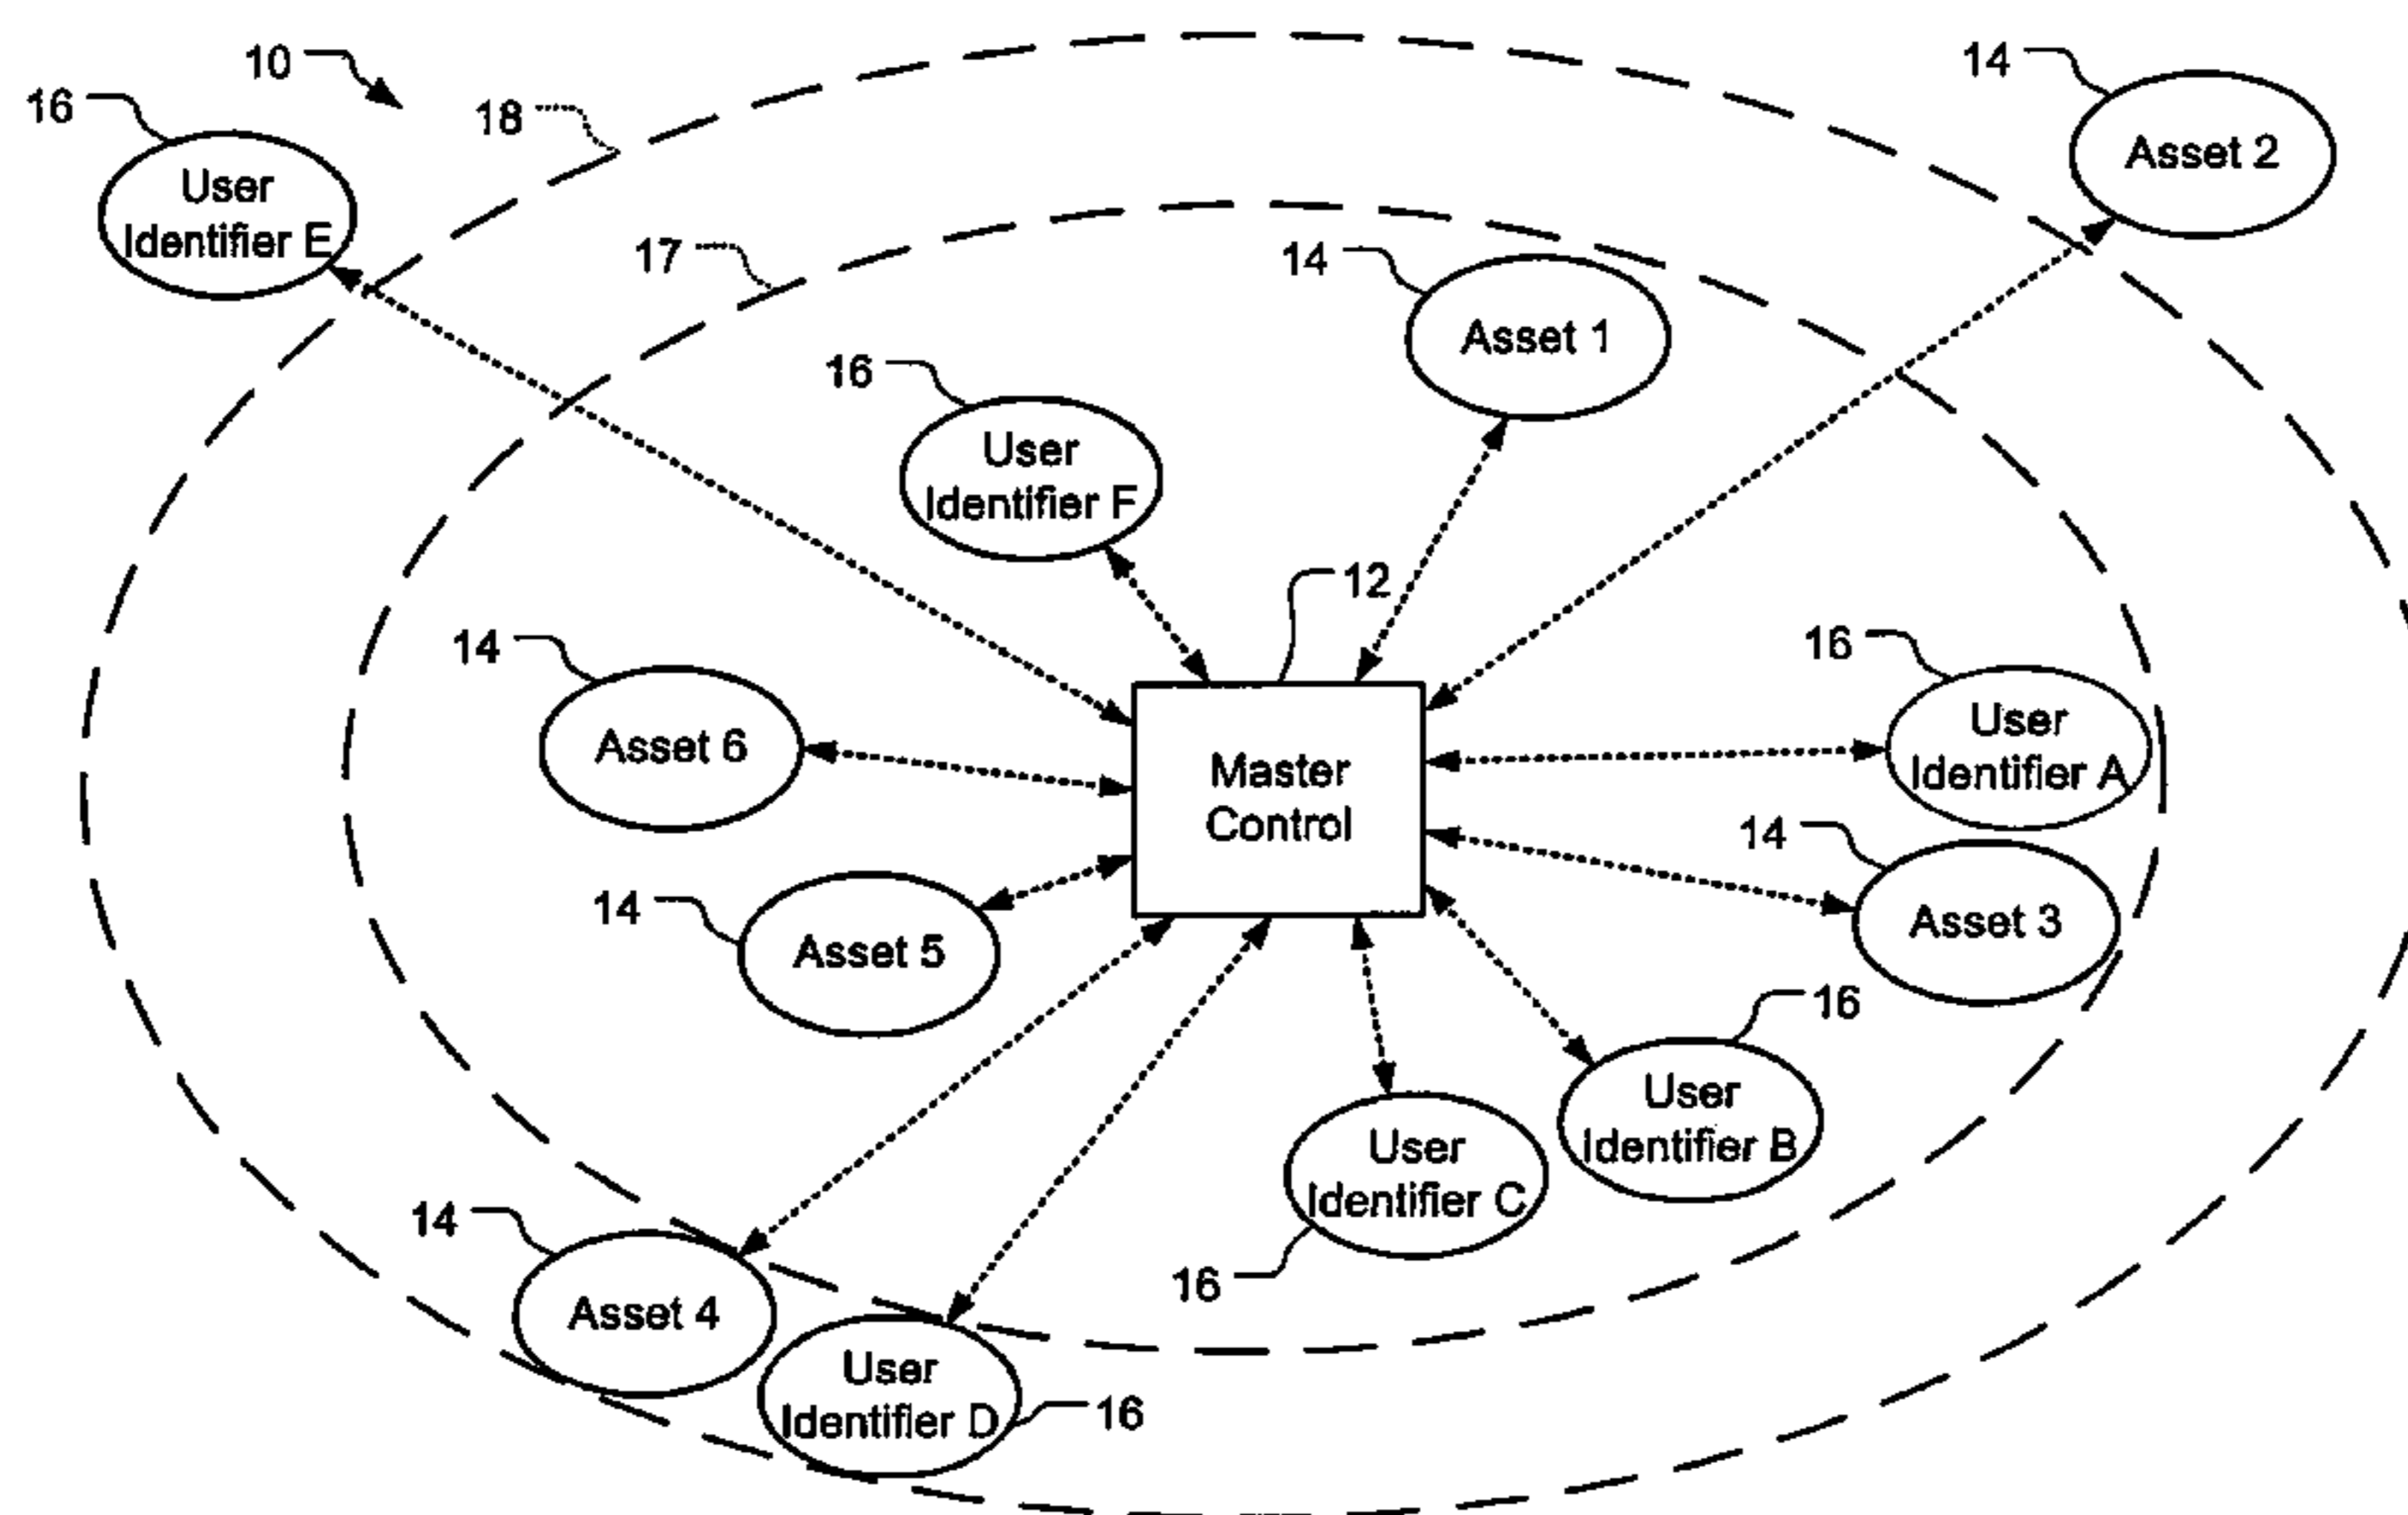 10
14
16
18
Asset 2
User
Identifier E
17
14
Asset 1
16
User
Identifier F
12
14
16
Asset 6
User
Identifier A
Master
Control
14
14
Asset 5
Asset 3
16
User
Identifier B
User
Identifier C
14
16
Asset 4
User
Identifier D
16